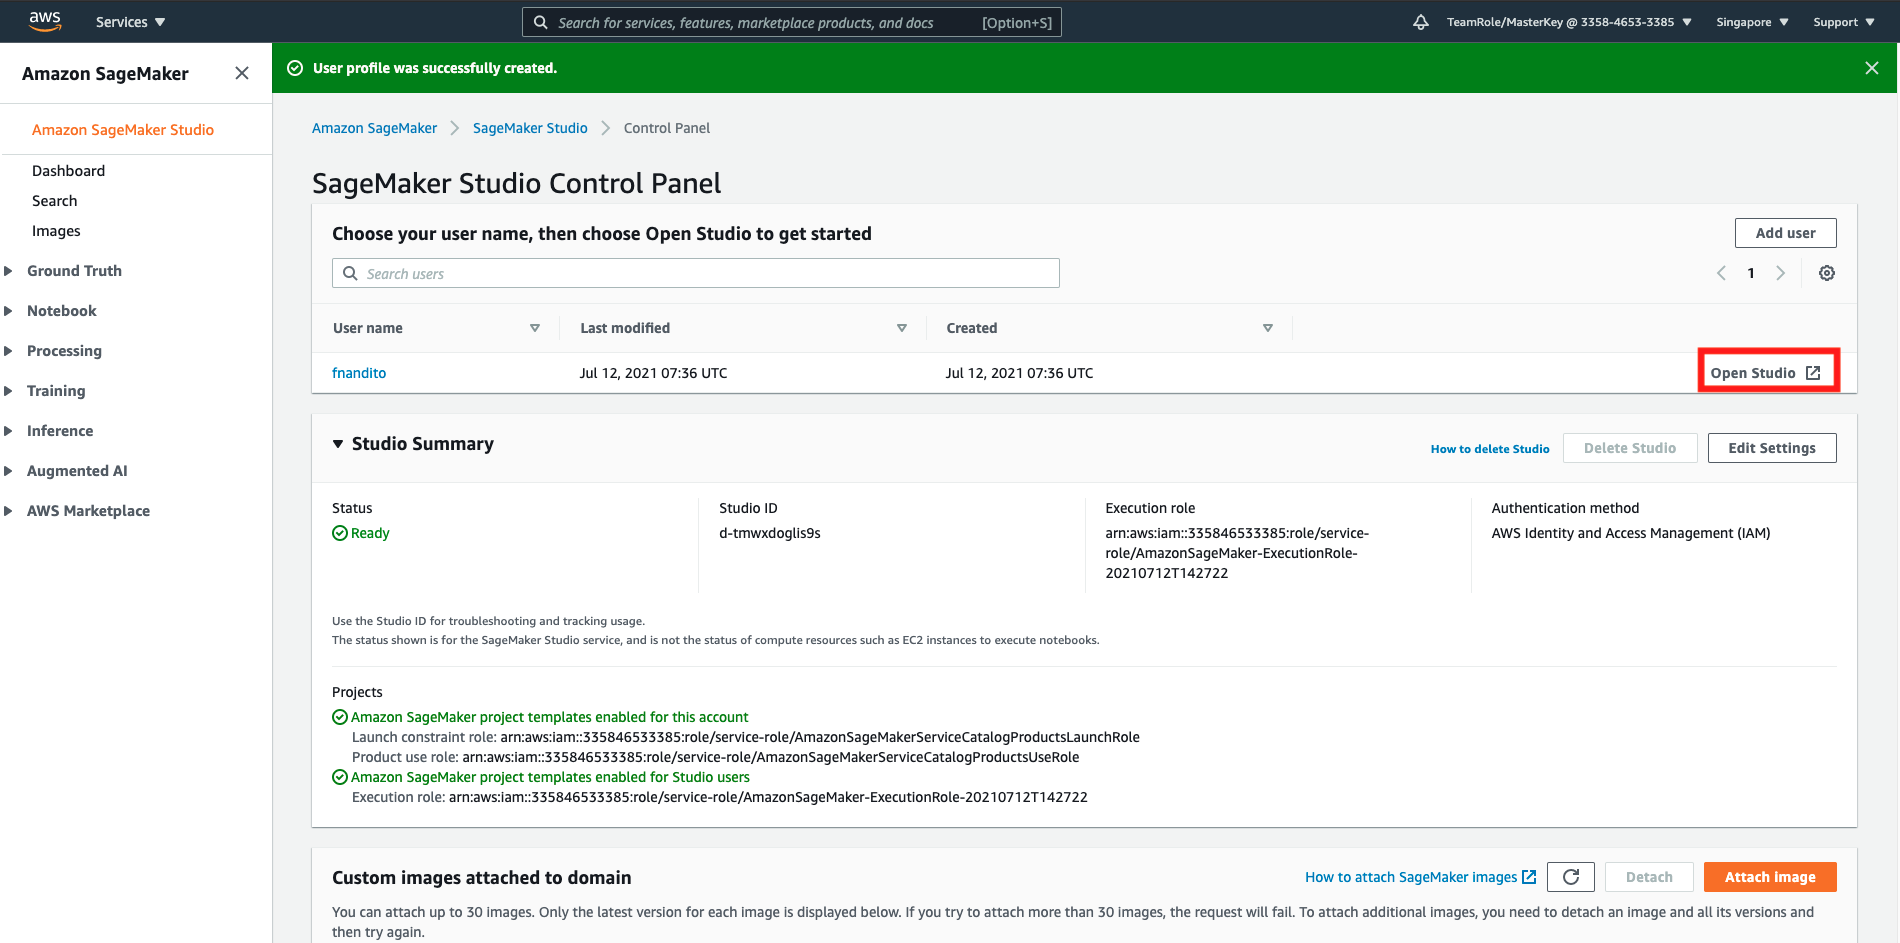 aws
Services
Search for services, features, marketplace products, and docs [Option+S]
TeamRole/MasterKey @ 3358-4653-3385
Singapore
Support
Amazon SageMaker
User profile was successfully created.
Amazon SageMaker Studio
Dashboard
Search
Images
Ground Truth
Notebook
Processing
Training
Inference
Augmented AI
AWS Marketplace
Amazon SageMaker > SageMaker Studio > Control Panel
SageMaker Studio Control Panel
Choose your user name, then choose Open Studio to get started
Add user
Search users
1
User name Last modified Created
fnandito Jul 12, 2021 07:36 UTC Jul 12, 2021 07:36 UTC Open Studio
Studio Summary
How to delete Studio
Delete Studio
Edit Settings
Status
Ready
Studio ID
d-tmwxdoglis9s
Execution role
arn:aws:iam::335846533385:role/service-
role/AmazonSageMaker-ExecutionRole-
20210712T142722
Authentication method
AWS Identity and Access Management (IAM)
Use the Studio ID for troubleshooting and tracking usage.
The status shown is for the SageMaker Studio service, and is not the status of compute resources such as EC2 instances to execute notebooks.
Projects
Amazon SageMaker project templates enabled for this account
Launch constraint role: arn:aws:iam::335846533385:role/service-role/AmazonSageMakerServiceCatalogProductsLaunchRole
Product use role: arn:aws:iam::335846533385:role/service-role/AmazonSageMakerServiceCatalogProductsUseRole
Amazon SageMaker project templates enabled for Studio users
Execution role: arn:aws:iam::335846533385:role/service-role/AmazonSageMaker-ExecutionRole-20210712T142722
Custom images attached to domain
How to attach SageMaker images
Detach
Attach image
You can attach up to 30 images. Only the latest version for each image is displayed below. If you try to attach more than 30 images, the request will fail. To attach additional images, you need to detach an image and all its versions and
then try again.